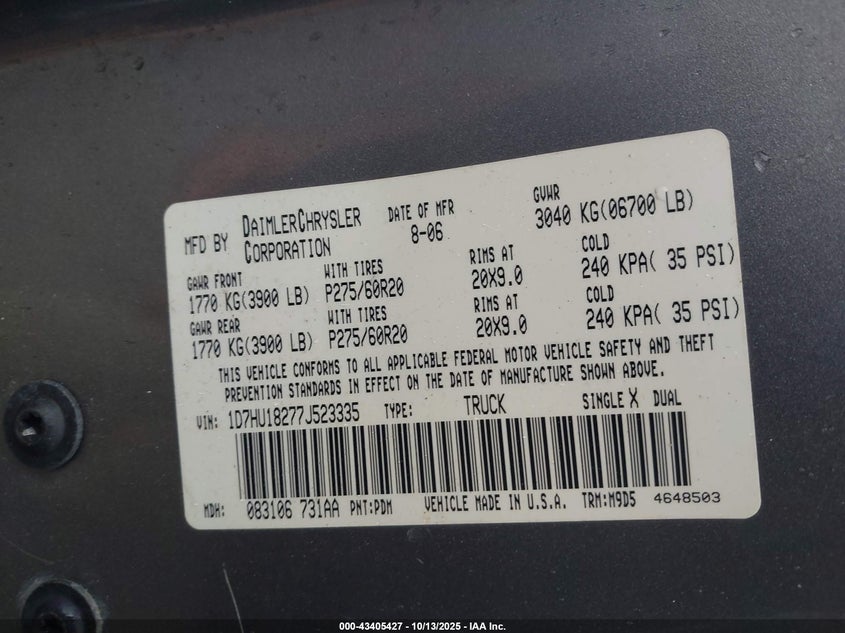 MFD BY DAIMLERCHRYSLER CORPORATION DATE OF MFR 8-06 GVWR 3040 KG(06700 LB)
GAWR FRONT WITH TIRES RIMS AT COLD
1770 KG(3900 LB) P275/60R20 20X9.0 240 KPA( 35 PSI)
GAWR REAR WITH TIRES RIMS AT COLD
1770 KG(3900 LB) P275/60R20 20X9.0 240 KPA( 35 PSI)
THIS VEHICLE CONFORMS TO ALL APPLICABLE FEDERAL MOTOR VEHICLE SAFETY AND THEFT
PREVENTION STANDARDS IN EFFECT ON THE DATE OF MANUFACTURE SHOWN ABOVE.
VIN: 1D7HU18277J523335 TYPE: TRUCK SINGLE X DUAL
MDH: 083106 731AA PNT:PDM VEHICLE MADE IN U.S.A. TRM:M9D5 4648503
000-43405427 - 10/13/2025 - IAA Inc.